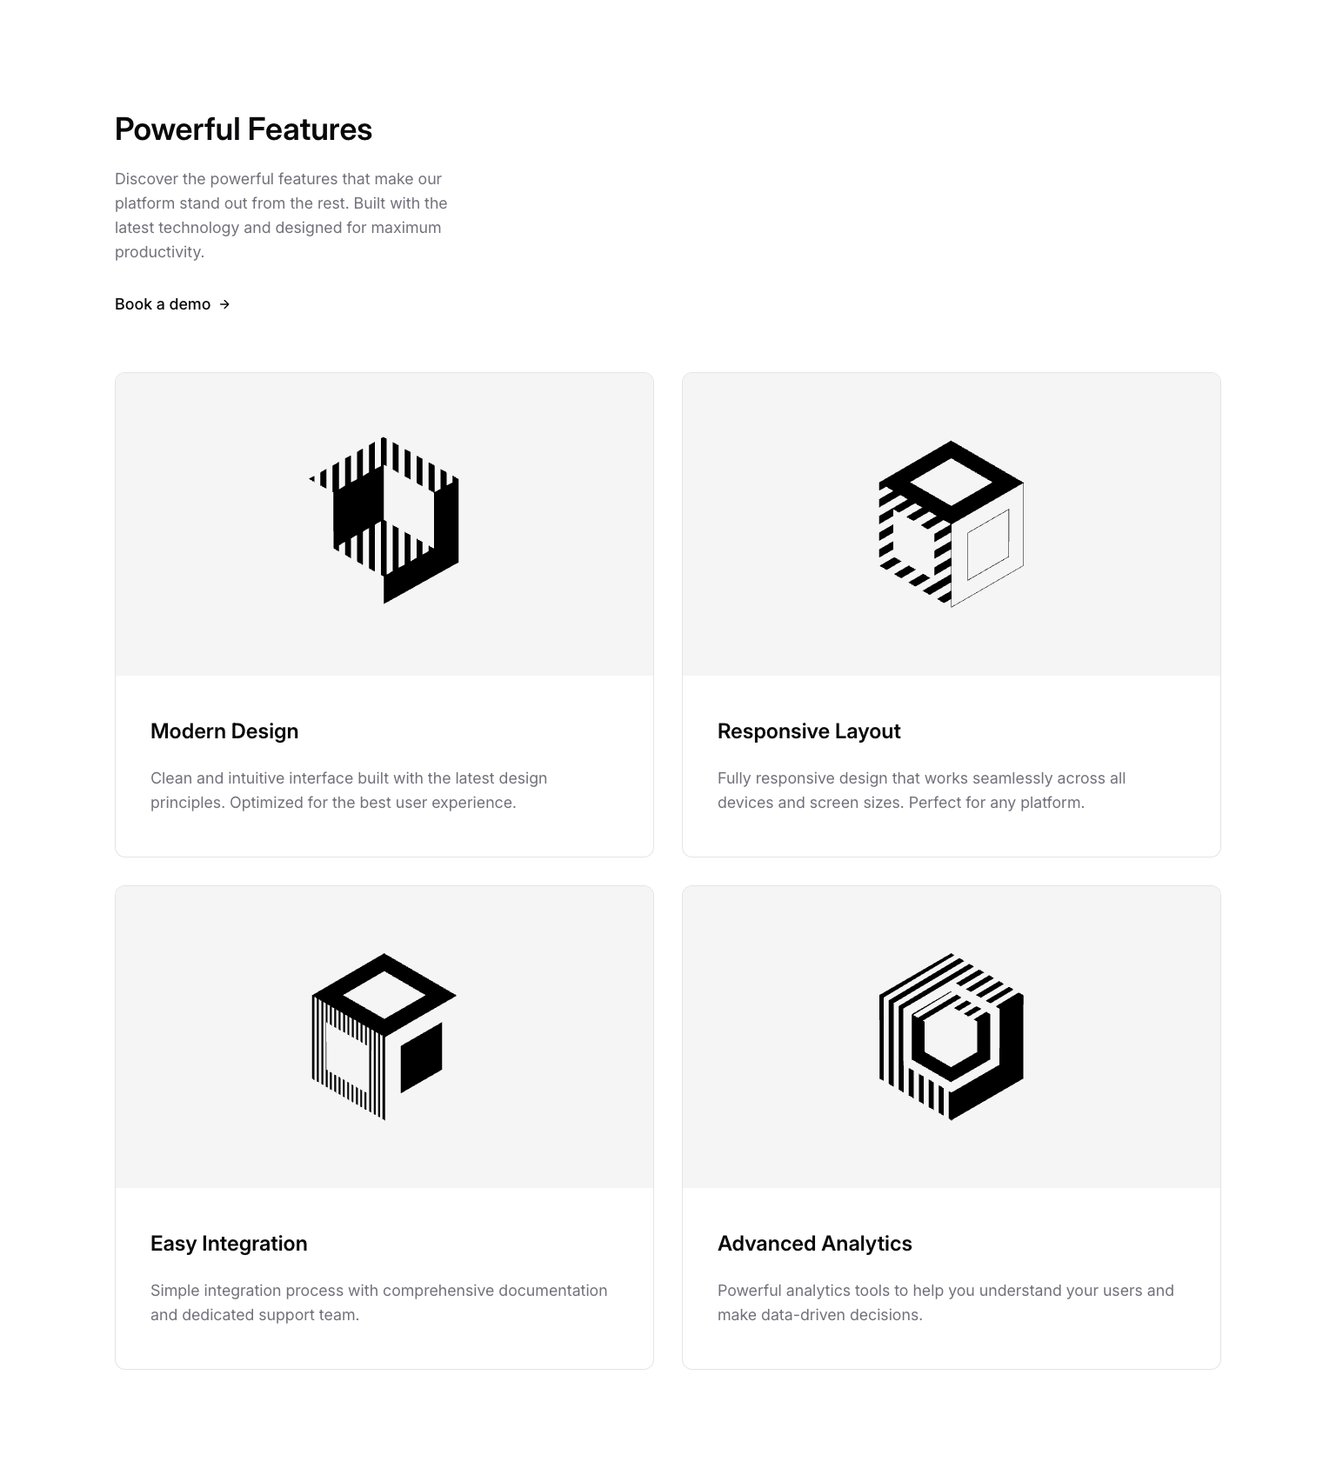 Powerful Features
Discover the powerful features that make our
platform stand out from the rest. Built with the
latest technology and designed for maximum
productivity.
Book a demo →
Modern Design
Clean and intuitive interface built with the latest design
principles. Optimized for the best user experience.
Responsive Layout
Fully responsive design that works seamlessly across all
devices and screen sizes. Perfect for any platform.
Easy Integration
Simple integration process with comprehensive documentation
and dedicated support team.
Advanced Analytics
Powerful analytics tools to help you understand your users and
make data-driven decisions.